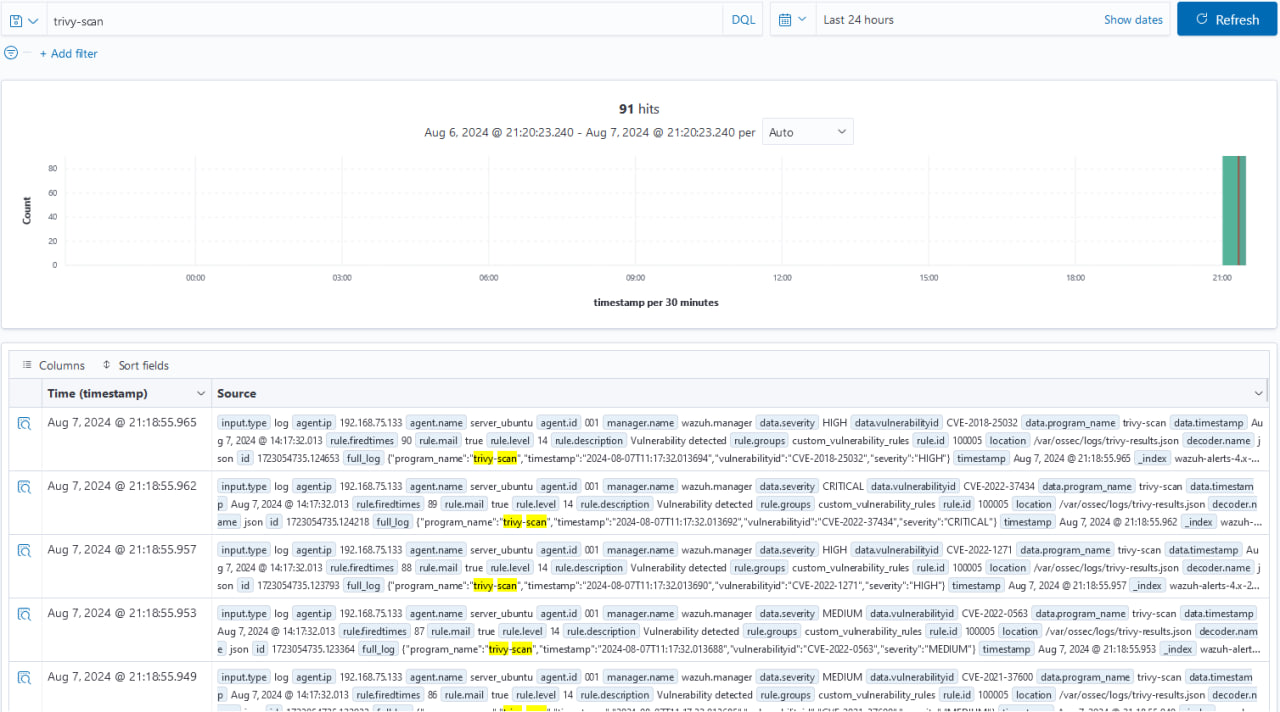 trivy-scan DQL Last 24 hours Show dates Refresh
+ Add filter
91 hits
Aug 6, 2024 @ 21:20:23.240 - Aug 7, 2024 @ 21:20:23.240 per Auto
Count
80
60
40
20
0
00:00 03:00 06:00 09:00 12:00 15:00 18:00 21:00
timestamp per 30 minutes
Columns Sort fields
Time (timestamp) Source
Aug 7, 2024 @ 21:18:55.965 input.type log agent.ip 192.168.75.133 agent.name server_ubuntu agent.id 001 manager.name wazuh.manager data.severity HIGH data.vulnerabilityid CVE-2018-25032 data.program_name trivy-scan data.timestamp Au
g 7, 2024 @ 14:17:32.013 rule.firedtimes 90 rule.mail true rule.level 14 rule.description Vulnerability detected rule.groups custom_vulnerability_rules rule.id 100005 location /var/ossec/logs/trivy-results.json decoder.name j
son id 1723054735.124653 full_log {"program_name":"trivy-scan","timestamp":"2024-08-07T11:17:32.013694","vulnerabilityid":"CVE-2018-25032","severity":"HIGH"} timestamp Aug 7, 2024 @ 21:18:55.965 _index wazuh-alerts-4.x-...
Aug 7, 2024 @ 21:18:55.962 input.type log agent.ip 192.168.75.133 agent.name server_ubuntu agent.id 001 manager.name wazuh.manager data.severity CRITICAL data.vulnerabilityid CVE-2022-37434 data.program_name trivy-scan data.timestam
p Aug 7, 2024 @ 14:17:32.013 rule.firedtimes 89 rule.mail true rule.level 14 rule.description Vulnerability detected rule.groups custom_vulnerability_rules rule.id 100005 location /var/ossec/logs/trivy-results.json decoder.n
ame json id 1723054735.124218 full_log {"program_name":"trivy-scan","timestamp":"2024-08-07T11:17:32.013692","vulnerabilityid":"CVE-2022-37434","severity":"CRITICAL"} timestamp Aug 7, 2024 @ 21:18:55.962 _index wazuh-...
Aug 7, 2024 @ 21:18:55.957 input.type log agent.ip 192.168.75.133 agent.name server_ubuntu agent.id 001 manager.name wazuh.manager data.severity HIGH data.vulnerabilityid CVE-2022-1271 data.program_name trivy-scan data.timestamp Au
g 7, 2024 @ 14:17:32.013 rule.firedtimes 88 rule.mail true rule.level 14 rule.description Vulnerability detected rule.groups custom_vulnerability_rules rule.id 100005 location /var/ossec/logs/trivy-results.json decoder.name j
son id 1723054735.123793 full_log {"program_name":"trivy-scan","timestamp":"2024-08-07T11:17:32.013690","vulnerabilityid":"CVE-2022-1271","severity":"HIGH"} timestamp Aug 7, 2024 @ 21:18:55.957 _index wazuh-alerts-4.x-2...
Aug 7, 2024 @ 21:18:55.953 input.type log agent.ip 192.168.75.133 agent.name server_ubuntu agent.id 001 manager.name wazuh.manager data.severity MEDIUM data.vulnerabilityid CVE-2022-0563 data.program_name trivy-scan data.timestamp
Aug 7, 2024 @ 14:17:32.013 rule.firedtimes 87 rule.mail true rule.level 14 rule.description Vulnerability detected rule.groups custom_vulnerability_rules rule.id 100005 location /var/ossec/logs/trivy-results.json decoder.nam
e json id 1723054735.123364 full_log {"program_name":"trivy-scan","timestamp":"2024-08-07T11:17:32.013688","vulnerabilityid":"CVE-2022-0563","severity":"MEDIUM"} timestamp Aug 7, 2024 @ 21:18:55.953 _index wazuh-alert...
Aug 7, 2024 @ 21:18:55.949 input.type log agent.ip 192.168.75.133 agent.name server_ubuntu agent.id 001 manager.name wazuh.manager data.severity MEDIUM data.vulnerabilityid CVE-2021-37600 data.program_name trivy-scan data.timestam
p Aug 7, 2024 @ 14:17:32.013 rule.firedtimes 86 rule.mail true rule.level 14 rule.description Vulnerability detected rule.groups custom_vulnerability_rules rule.id 100005 location /var/ossec/logs/trivy-results.json decoder.n